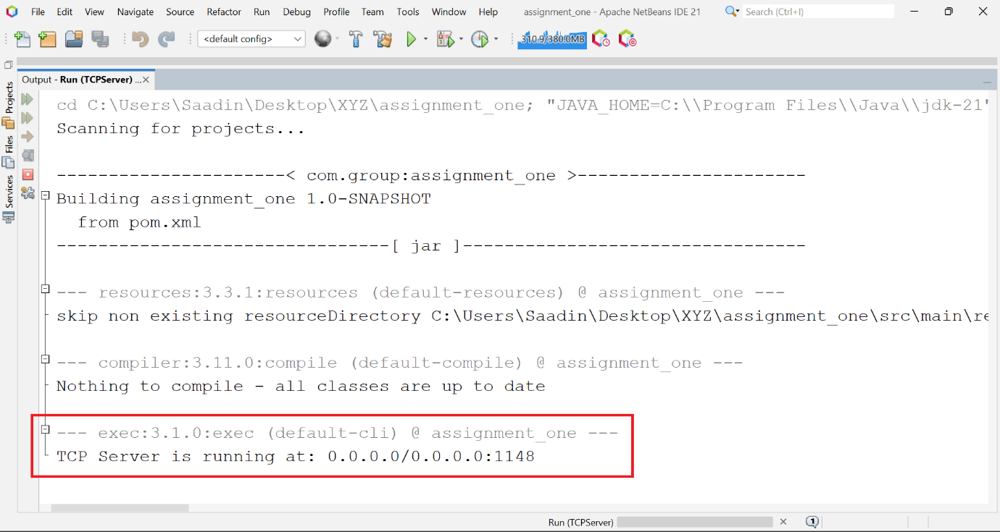 File Edit View Navigate Source Refactor Run Debug Profile Team Tools Window Help assignment_one - Apache NetBeans IDE 21 Search (Ctrl+I)
<default config> 310.9/380.0MB
Output - Run (TCPServer) ...
Projects
Files
Services
cd C:\Users\Saadin\Desktop\XYZ\assignment_one; "JAVA_HOME=C:\\Program Files\\Java\\jdk-21"
Scanning for projects...
----------------------< com.group:assignment_one >----------------------
Building assignment_one 1.0-SNAPSHOT
from pom.xml
--------------------------------[ jar ]---------------------------------
--- resources:3.3.1:resources (default-resources) @ assignment_one ---
skip non existing resourceDirectory C:\Users\Saadin\Desktop\XYZ\assignment_one\src\main\re
--- compiler:3.11.0:compile (default-compile) @ assignment_one ---
Nothing to compile - all classes are up to date
--- exec:3.1.0:exec (default-cli) @ assignment_one ---
TCP Server is running at: 0.0.0.0/0.0.0.0:1148
Run (TCPServer) 1